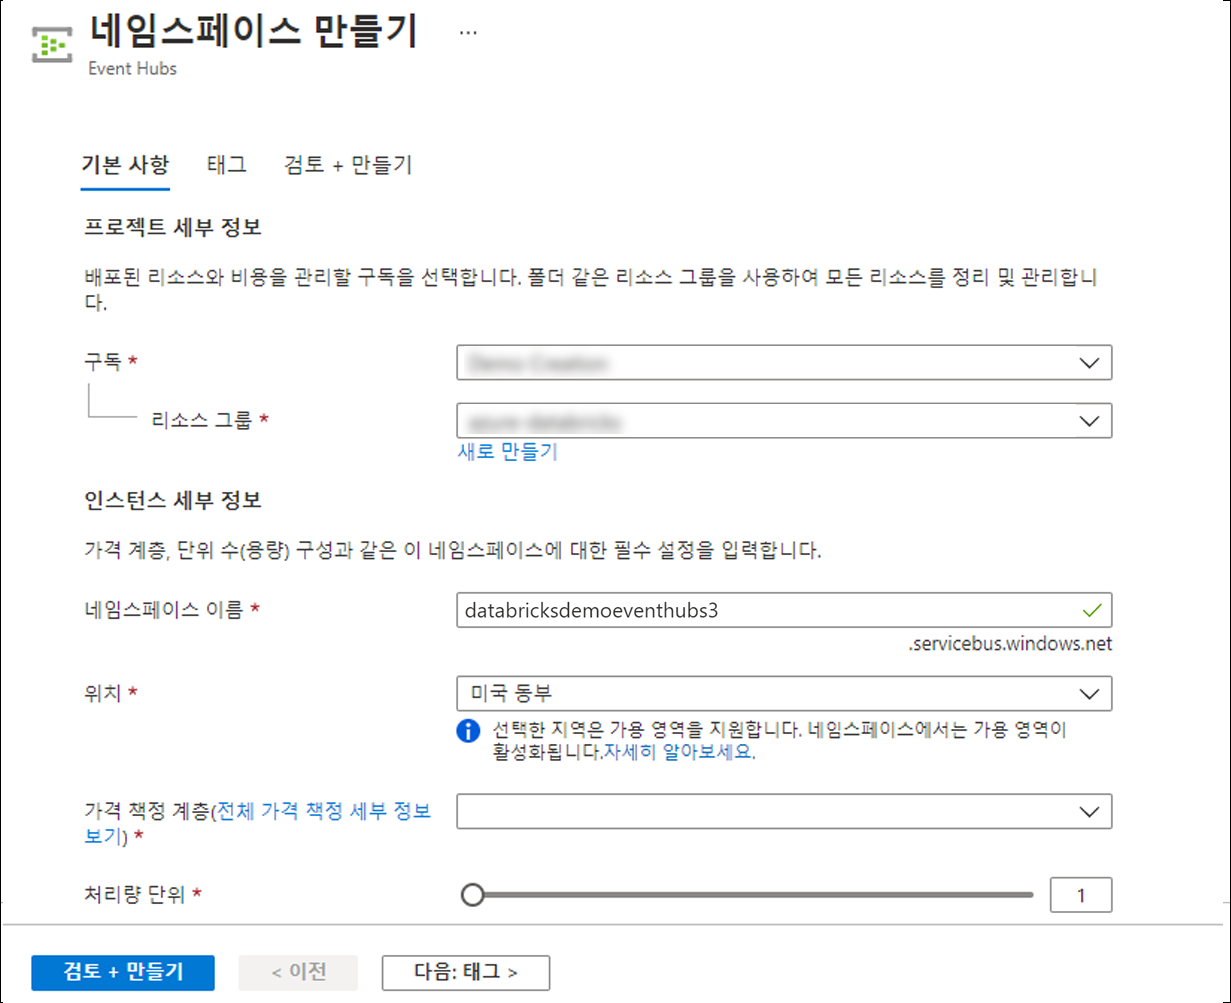 네임스페이스 만들기 ...
Event Hubs
기본 사항 태그 검토 + 만들기
프로젝트 세부 정보
배포된 리소스와 비용을 관리할 구독을 선택합니다. 폴더 같은 리소스 그룹을 사용하여 모든 리소스를 정리 및 관리합니
다.
구독 *
리소스 그룹 *
새로 만들기
인스턴스 세부 정보
가격 계층, 단위 수(용량) 구성과 같은 이 네임스페이스에 대한 필수 설정을 입력합니다.
네임스페이스 이름 * databricksdemoeventhubs3
.servicebus.windows.net
위치 * 미국 동부
선택한 지역은 가용 영역을 지원합니다. 네임스페이스에서는 가용 영역이
활성화됩니다.자세히 알아보세요.
가격 책정 계층(전체 가격 책정 세부 정보
보기) *
처리량 단위 * 1
검토 + 만들기 < 이전 다음: 태그 >